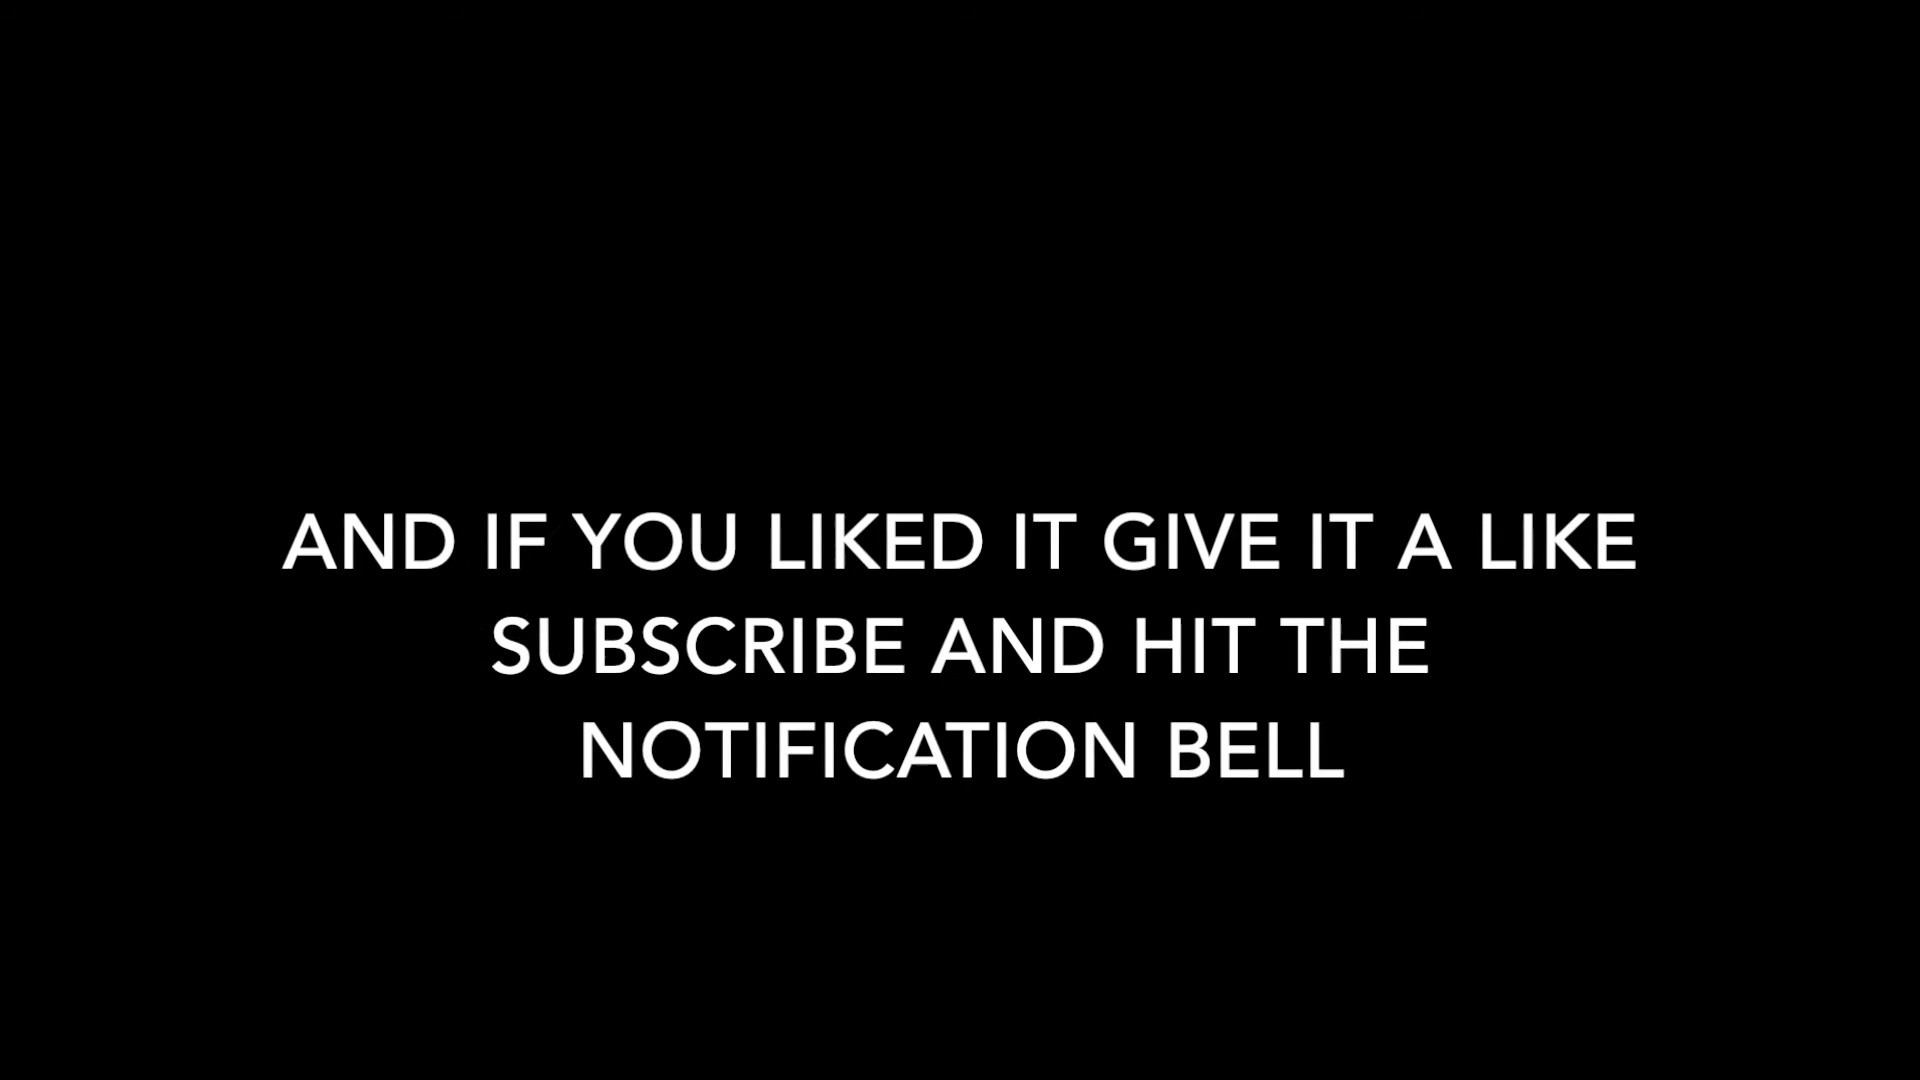 AND IF YOU LIKED IT GIVE IT A LIKE
SUBSCRIBE AND HIT THE
NOTIFICATION BELL